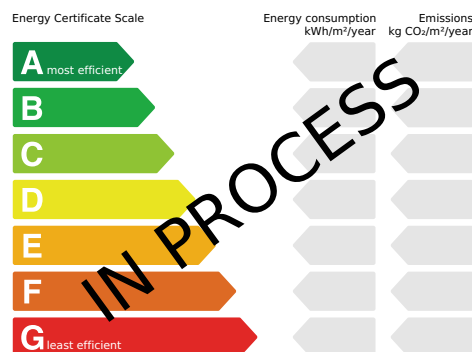 Energy Certificate Scale
Energy consumption
kWh/m²/year
Emissions
kg CO₂/m²/year
A most efficient
B
C
D
E
F
G least efficient
IN PROCESS